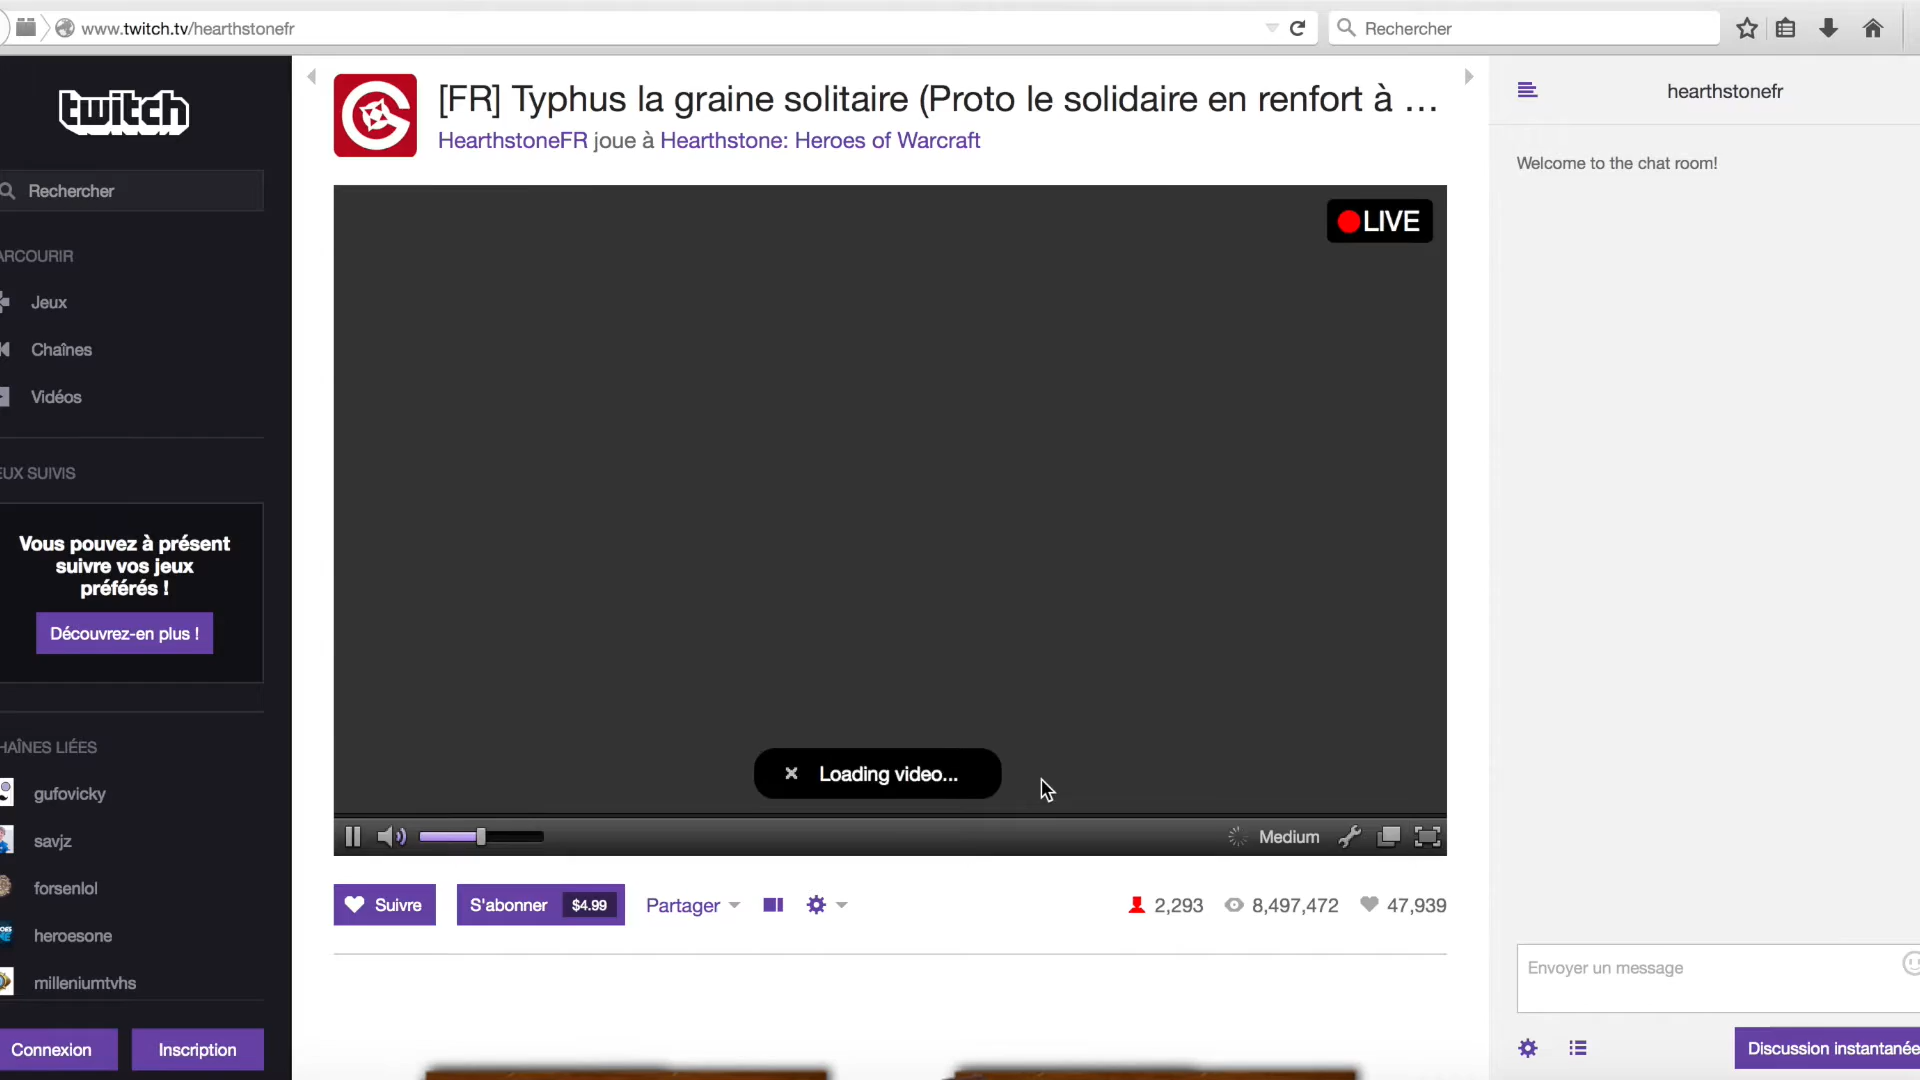 www.twitch.tv/hearthstonefr
Rechercher
twitch
Rechercher
ARCOURIR
Jeux
Chaînes
Vidéos
EUX SUIVIS
Vous pouvez à présent
suivre vos jeux
préférés !
Découvrez-en plus !
HAÎNES LIÉES
gufovicky
savjz
forsenlol
heroesone
milleniumtvhs
Connexion
Inscription
[FR] Typhus la graine solitaire (Proto le solidaire en renfort à ...
HearthstoneFR joue à Hearthstone: Heroes of Warcraft
LIVE
Loading video...
Medium
Suivre
S'abonner $4.99
Partager
2,293
8,497,472
47,939
hearthstonefr
Welcome to the chat room!
Envoyer un message
Discussion instantanée